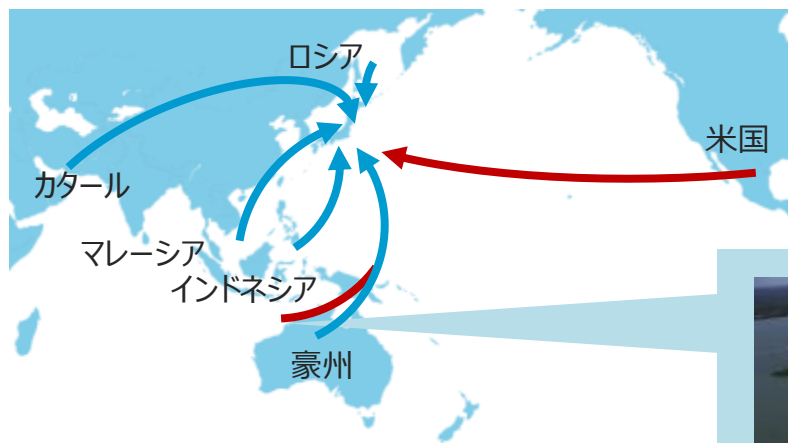 ロシア
米国
カタール
マレーシア
インドネシア
豪州